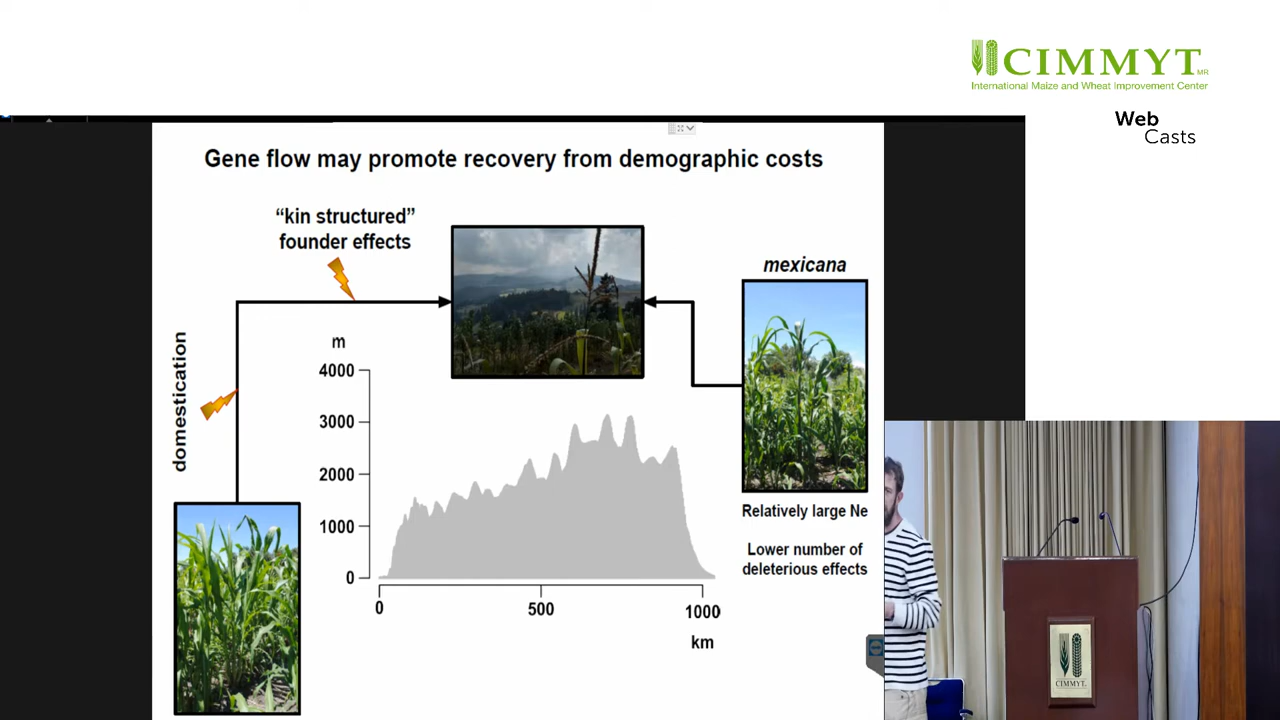 CIMMYT MR
International Maize and Wheat Improvement Center
Web
Casts
Gene flow may promote recovery from demographic costs
“kin structured”
founder effects
mexicana
domestication
m
4000
3000
2000
1000
0
0
500
1000
km
Relatively large Ne
Lower number of
deleterious effects
CIMMYT